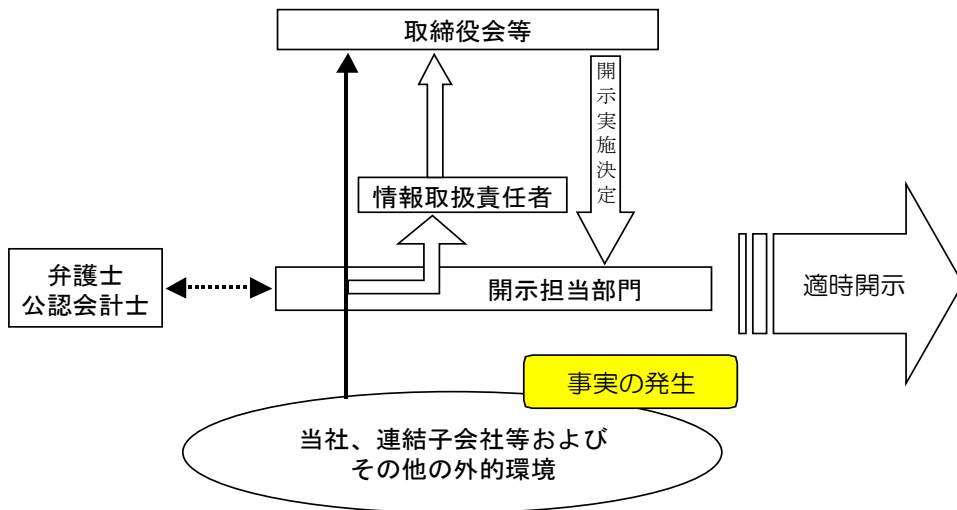 取締役会等
開示実施決定
情報取扱責任者
弁護士
公認会計士
開示担当部門
適時開示
事実の発生
当社、連結子会社等および
その他の外的環境